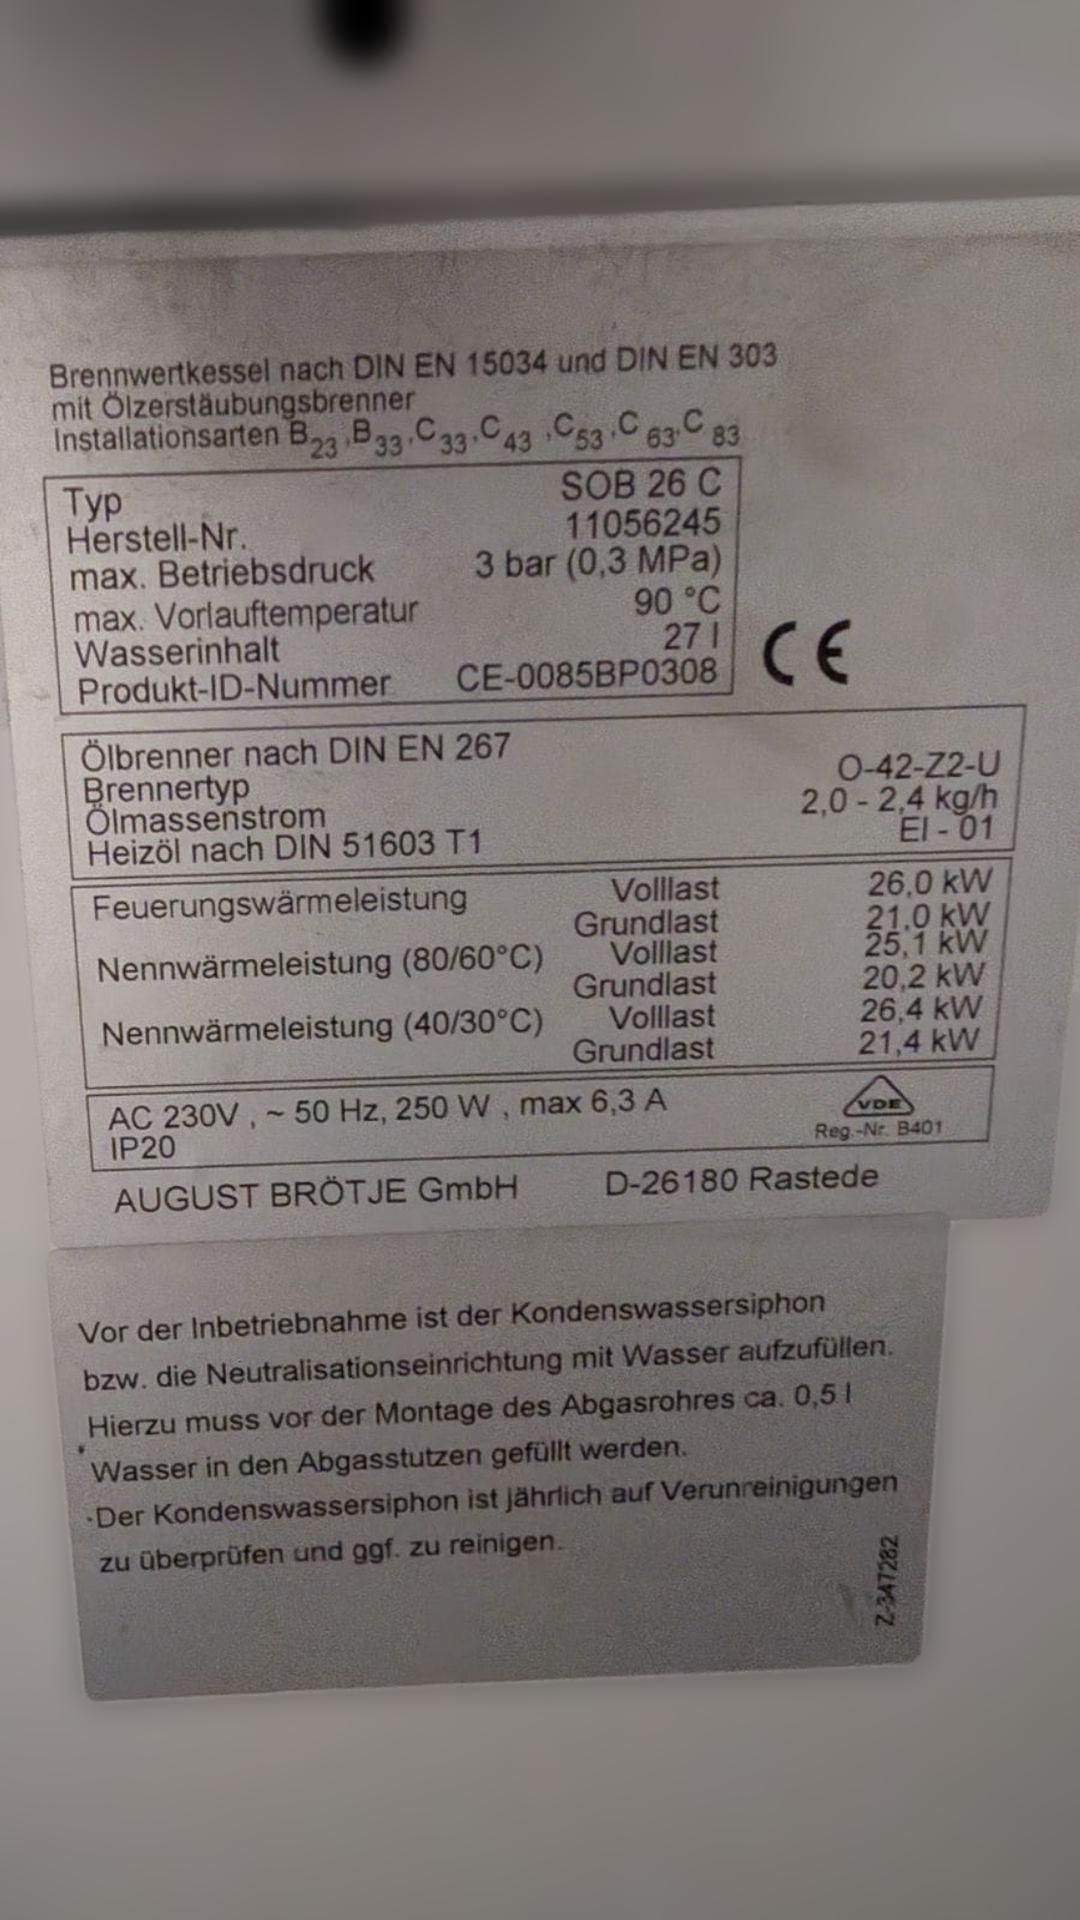 Brennwertkessel nach DIN EN 15034 und DIN EN 303
mit Ölzerstäubungsbrenner
Installationsarten B23,B33,C33,C43,C53,C63,C83
Typ SOB 26 C
Herstell-Nr. 11056245
max. Betriebsdruck 3 bar (0,3 MPa)
max. Vorlauftemperatur 90 °C
Wasserinhalt 27 l
Produkt-ID-Nummer CE-0085BP0308
CE
Ölbrenner nach DIN EN 267
Brennertyp O-42-Z2-U
Ölmassenstrom 2,0 - 2,4 kg/h
Heizöl nach DIN 51603 T1 El - 01
Feuerungswärmeleistung Volllast 26,0 kW
Grundlast 21,0 kW
Nennwärmeleistung (80/60°C) Volllast 25,1 kW
Grundlast 20,2 kW
Nennwärmeleistung (40/30°C) Volllast 26,4 kW
Grundlast 21,4 kW
AC 230V , ~ 50 Hz, 250 W , max 6,3 A
IP20
VDE
Reg.-Nr. B401
AUGUST BRÖTJE GmbH D-26180 Rastede
Vor der Inbetriebnahme ist der Kondenswassersiphon
bzw. die Neutralisationseinrichtung mit Wasser aufzufüllen.
Hierzu muss vor der Montage des Abgasrohres ca. 0,5 l
Wasser in den Abgasstutzen gefüllt werden.
Der Kondenswassersiphon ist jährlich auf Verunreinigungen
zu überprüfen und ggf. zu reinigen.
Z-347282